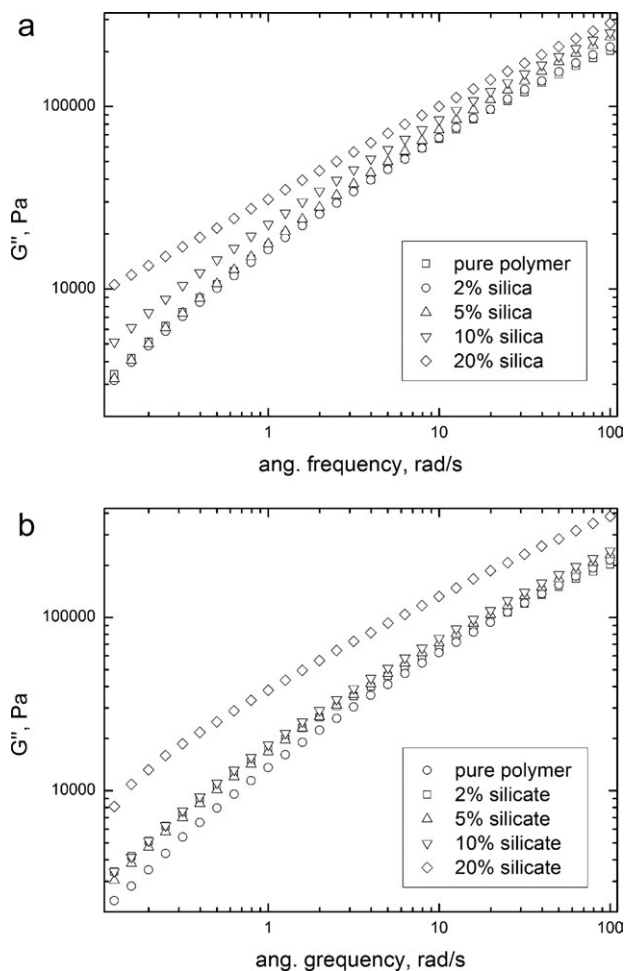 a
100000
10000
G", Pa
pure polymer
2% silica
5% silica
10% silica
20% silica
1
10
100
ang. frequency, rad/s
b
100000
10000
G", Pa
pure polymer
2% silicate
5% silicate
10% silicate
20% silicate
1
10
100
ang. grequency, rad/s